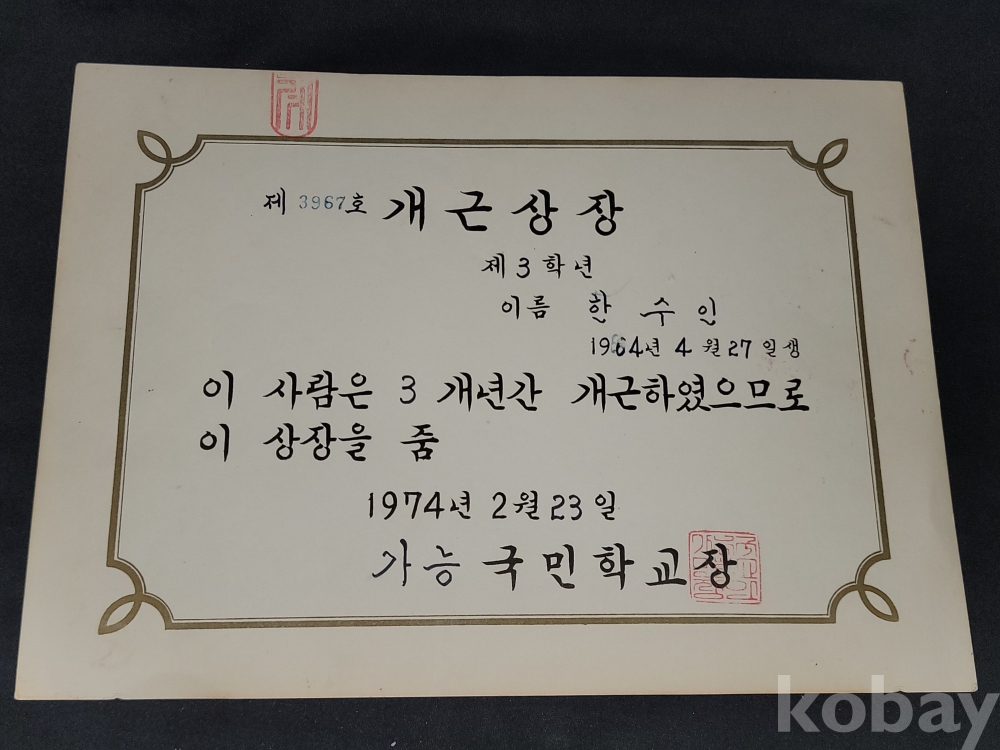 제 3967호 개근상장
제3학년
이름 한 수 인
1964년 4월 27일생
이 사람은 3 개년간 개근하였으므로
이 상장을 줌
1974년 2월 23일
가능 국민학교장
kobay